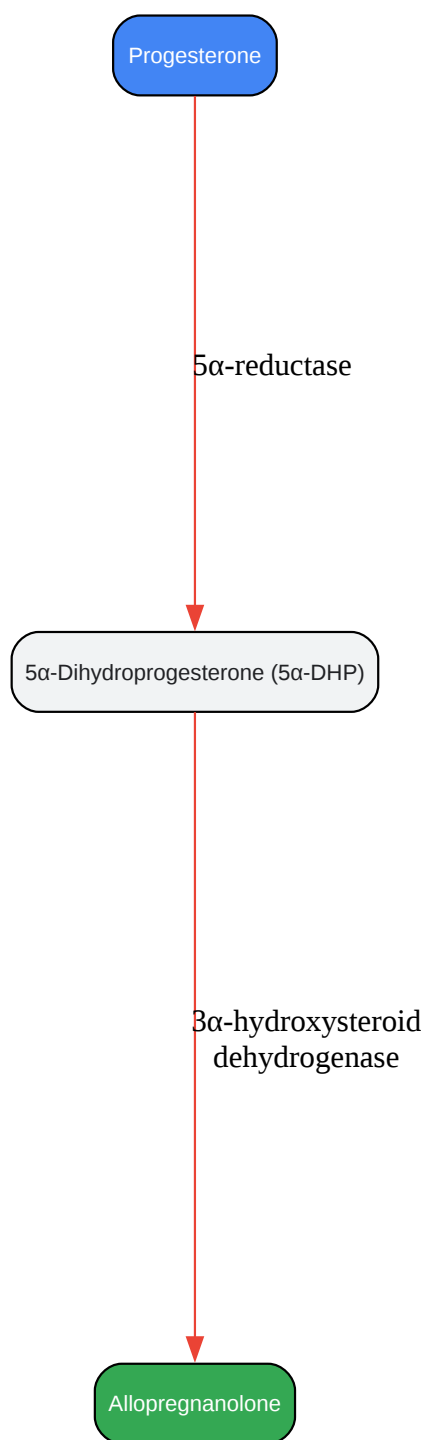 Progesterone
5α-reductase
5α-Dihydroprogesterone (5α-DHP)
3α-hydroxysteroid
dehydrogenase
Allopregnanolone